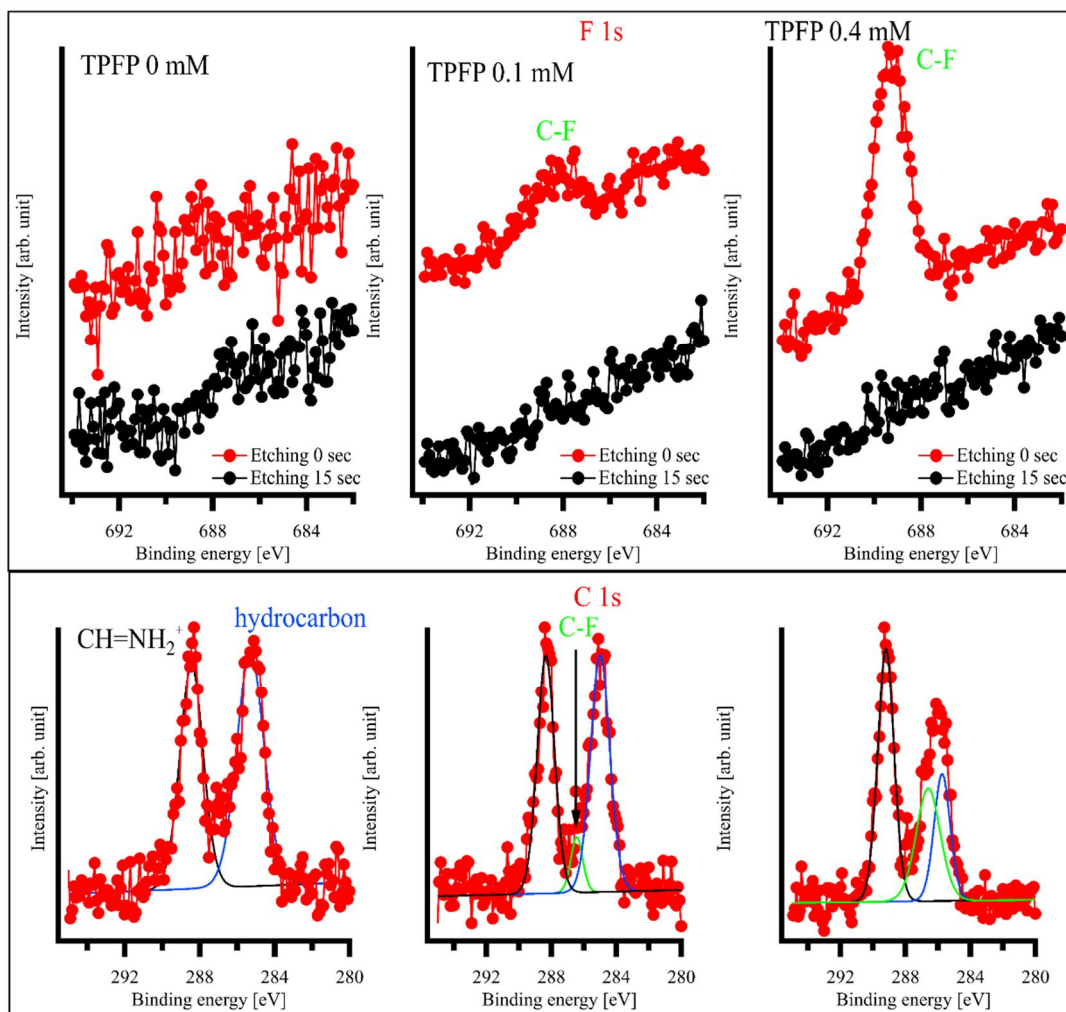 F 1s
TPFP 0 mM
TPFP 0.1 mM
TPFP 0.4 mM
C-F
C-F
Intensity [arb. unit]
Intensity [arb. unit]
Intensity [arb. unit]
Etching 0 sec
Etching 15 sec
Etching 0 sec
Etching 15 sec
Etching 0 sec
Etching 15 sec
692 688 684
692 688 684
692 688 684
Binding energy [eV]
Binding energy [eV]
Binding energy [eV]
C 1s
CH=NH₂⁺
hydrocarbon
C-F
Intensity [arb. unit]
Intensity [arb. unit]
Intensity [arb. unit]
292 288 284 280
292 288 284 280
292 288 284 280
Binding energy [eV]
Binding energy [eV]
Binding energy [eV]